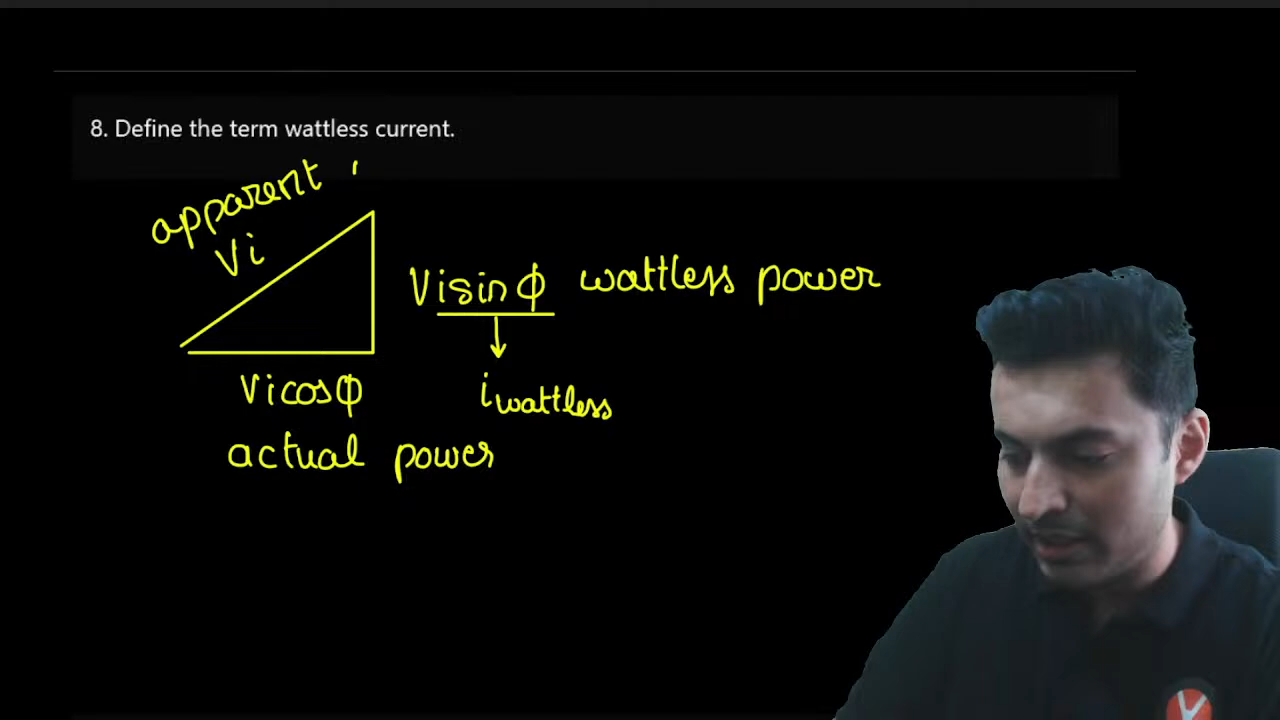 8. Define the term wattless current.
apparent
Vi
Visinϕ wattless power
Vicosϕ
iwattless
actual power